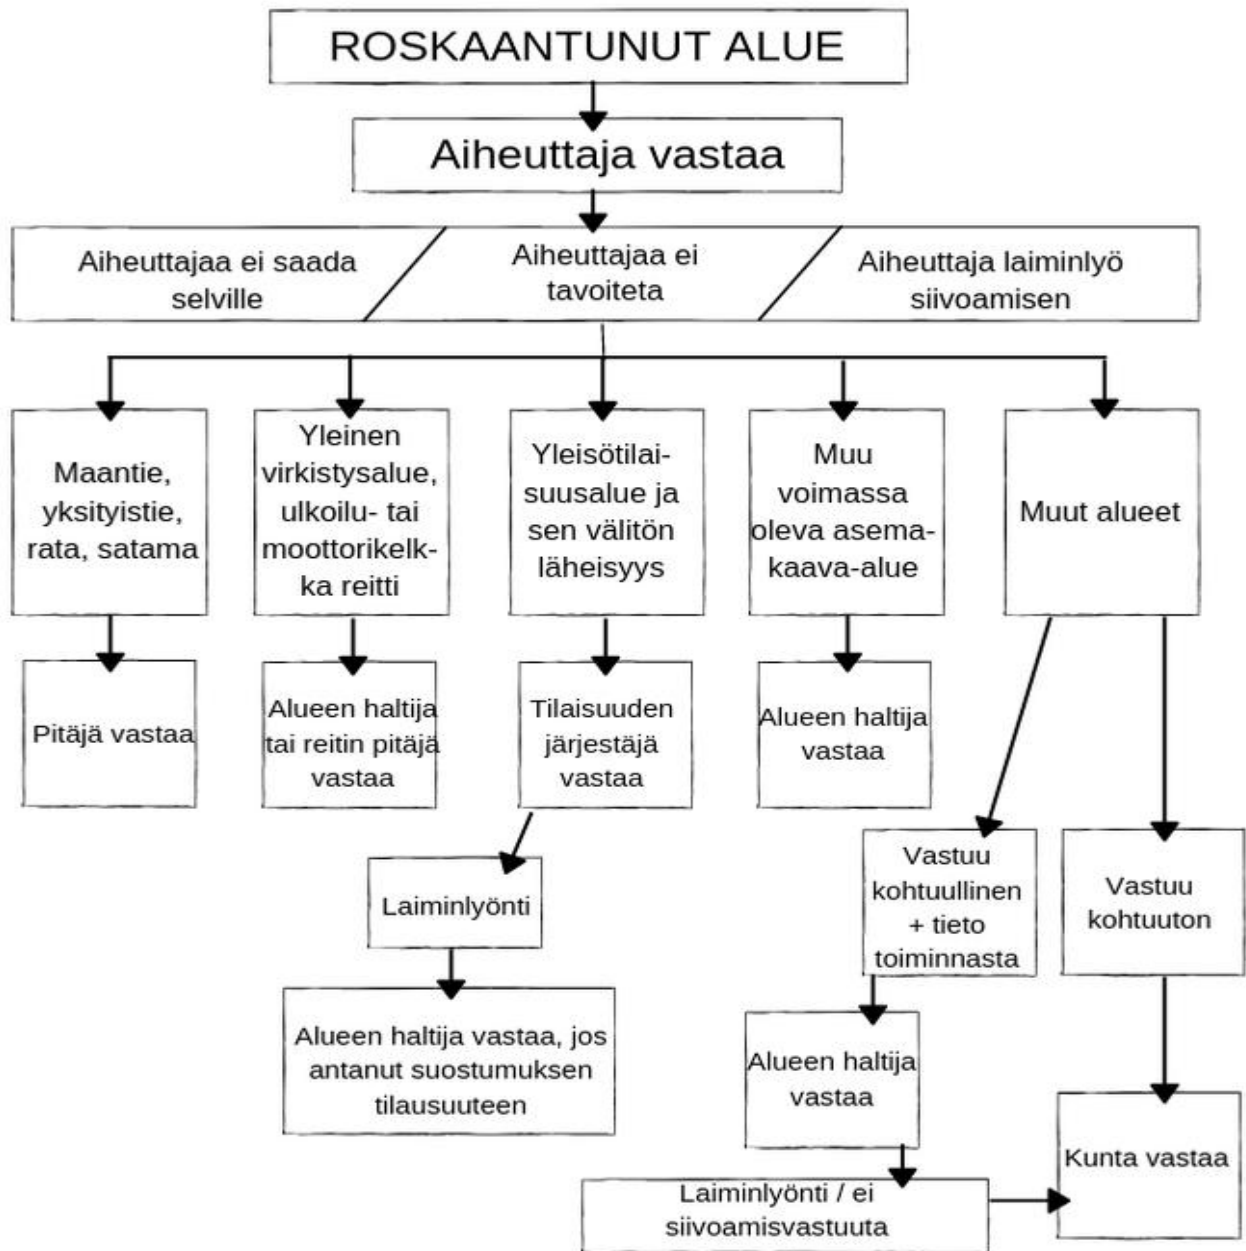 ROSKAANTUNUT ALUE
Aiheuttaja vastaa
Aiheuttajaa ei saada
selville
Aiheuttajaa ei
tavoiteta
Aiheuttaja laiminlyö
siivoamisen
Maantie,
yksityistie,
rata, satama
Yleinen
virkistysalue,
ulkoilu- tai
moottorikelk-
ka reitti
Yleisötilai-
suusalue ja
sen välitön
läheisyys
Muu
voimassa
oleva asema-
kaava-alue
Muut alueet
Pitäjä vastaa
Alueen haltija
tai reitin pitäjä
vastaa
Tilaisuuden
järjestäjä
vastaa
Alueen haltija
vastaa
Laiminlyönti
Alueen haltija vastaa, jos
antanut suostumuksen
tilausuuteen
Vastuu
kohtuullinen
+ tieto
toiminnasta
Vastuu
kohtuuton
Alueen haltija
vastaa
Laiminlyönti / ei
siivoamisvastuuta
Kunta vastaa